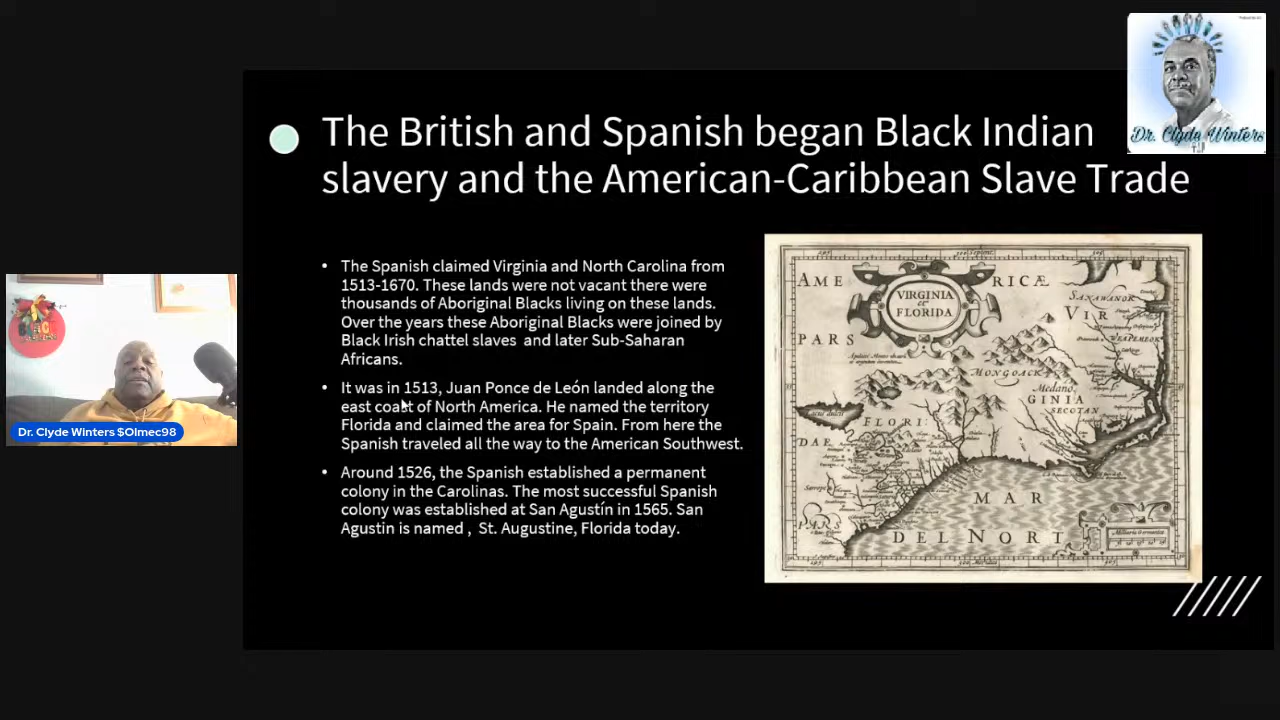 Dr. Clyde Winters
The British and Spanish began Black Indian
slavery and the American-Caribbean Slave Trade
• The Spanish claimed Virginia and North Carolina from
1513-1670. These lands were not vacant there were
thousands of Aboriginal Blacks living on these lands.
Over the years these Aboriginal Blacks were joined by
Black Irish chattel slaves and later Sub-Saharan
Africans.
• It was in 1513, Juan Ponce de León landed along the
east coast of North America. He named the territory
Florida and claimed the area for Spain. From here the
Spanish traveled all the way to the American Southwest.
• Around 1526, the Spanish established a permanent
colony in the Carolinas. The most successful Spanish
colony was established at San Agustín in 1565. San
Agustin is named , St. Augustine, Florida today.
AME
RICÆ
VIRGINIA
et
FLORIDA
PARS
VIR
GINIA
MONGOACK
SECOTAN
WEAPEMEOK
FLORI
DAE
PARS
MAR
DEL NORT
Dr. Clyde Winters $Olmec98